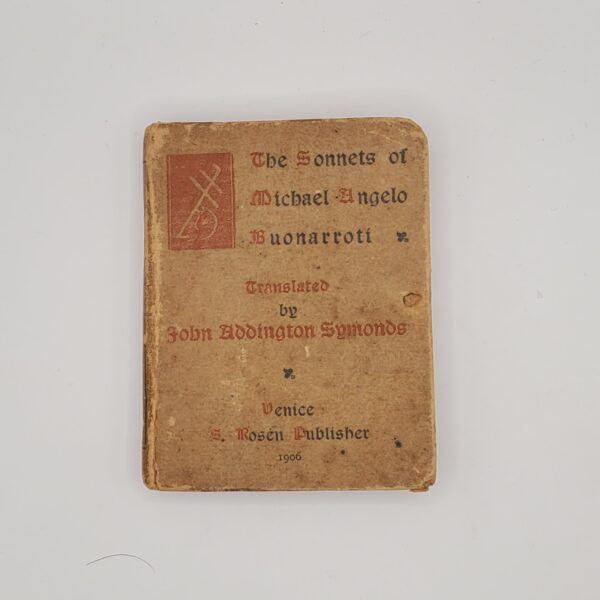 The Sonnets of
Michael Angelo
Buonarroti
Translated
by
John Addington Symonds
Venice
S. Rosen Publisher
1906